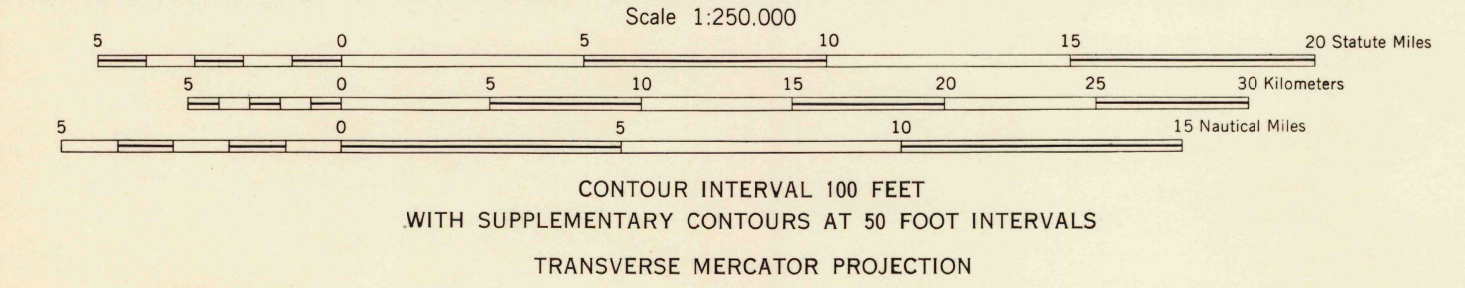 Scale 1:250.000
5 0 5 10 15 20 Statute Miles
5 0 5 10 15 20 25 30 Kilometers
5 0 5 10 15 Nautical Miles
CONTOUR INTERVAL 100 FEET
WITH SUPPLEMENTARY CONTOURS AT 50 FOOT INTERVALS
TRANSVERSE MERCATOR PROJECTION